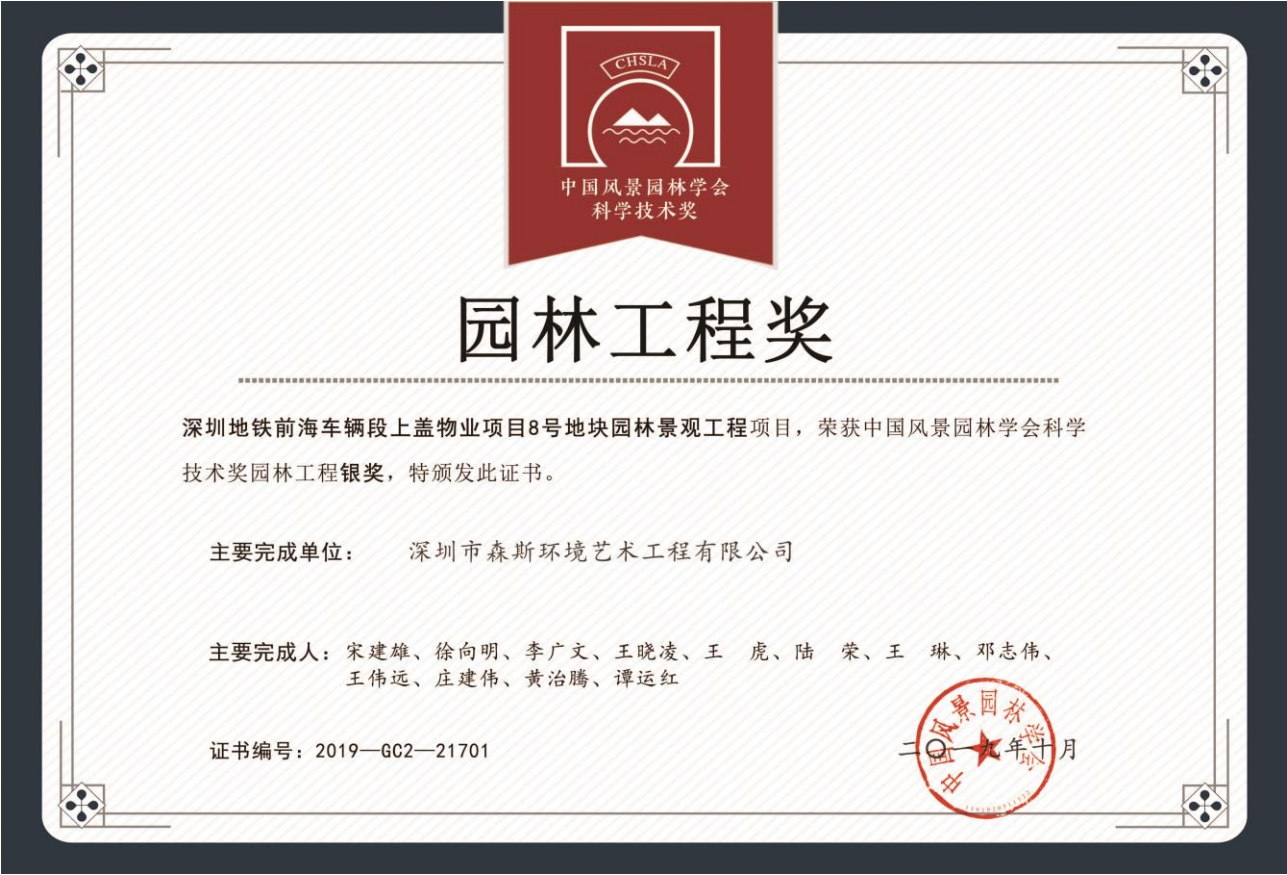 CHSLA
中国风景园林学会
科学技术奖
园林工程奖
深圳地铁前海车辆段上盖物业项目8号地块园林景观工程项目，荣获中国风景园林学会科学
技术奖园林工程银奖，特颁发此证书。
主要完成单位： 深圳市森斯环境艺术工程有限公司
主要完成人：宋建雄、徐向明、李广文、王晓凌、王　虎、陆　荣、王　琳、邓志伟、
王伟远、庄建伟、黄治腾、谭运红
证书编号：2019—GC2—21701
二〇一九年十月
中国风景园林学会